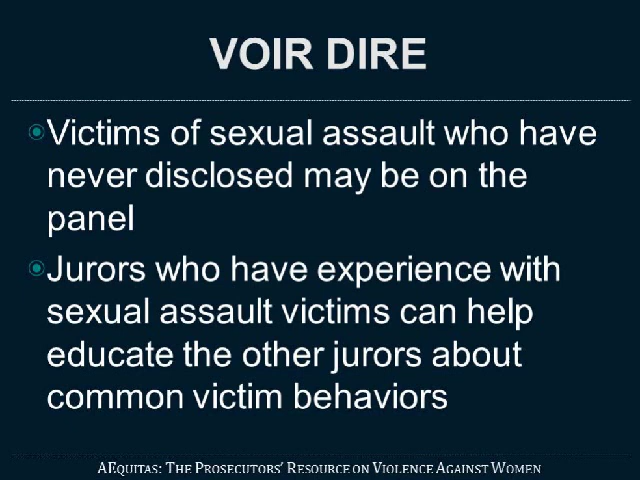 VOIR DIRE
Victims of sexual assault who have
never disclosed may be on the
panel
Jurors who have experience with
sexual assault victims can help
educate the other jurors about
common victim behaviors
AEQUITAS: THE PROSECUTORS' RESOURCE ON VIOLENCE AGAINST WOMEN